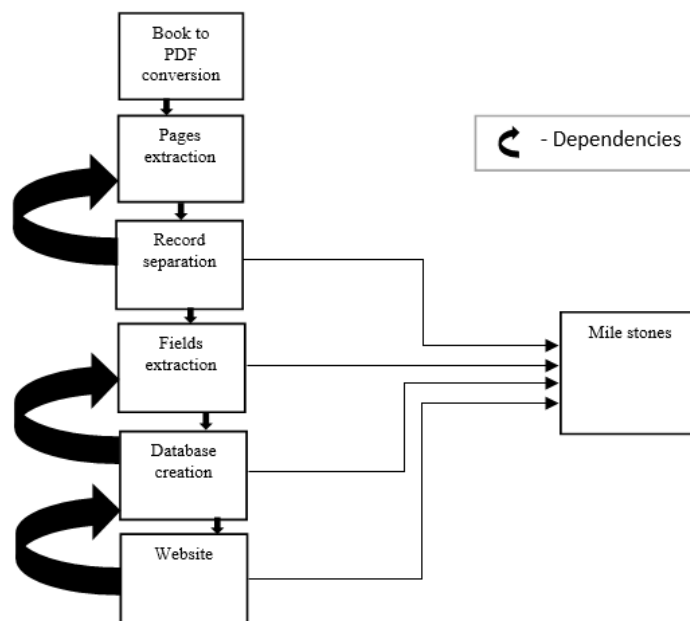 Book to
PDF
conversion
Pages
extraction
- Dependencies
Record
separation
Fields
extraction
Mile stones
Database
creation
Website